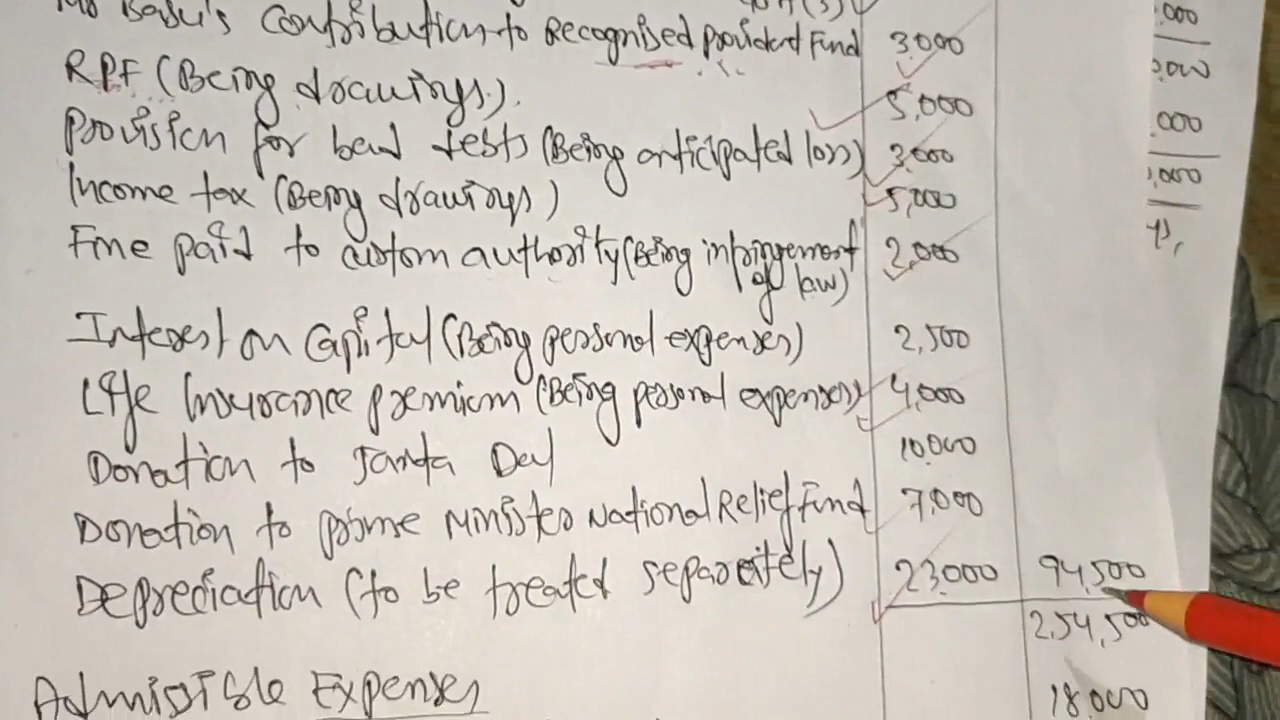 Basu's Contribution to Recognised provident Fund 3,000
RPF (Being drawings). 5,000
Provision for bad debts (Being anticipated loss) 3,000
Income tax (Being drawings) 5,000
Fine paid to custom authority (Being infringement of law) 2,000
Interest on Capital (Being personal expenses) 2,500
Life Insurance premium (Being personal expenses) 4,000
Donation to Janta Dal 10,000
Donation to prime Minister National Relief Fund 7,000
Depreciation (to be treated separately) 23,000 94,500
2,54,500
Admissible Expenses
18,000